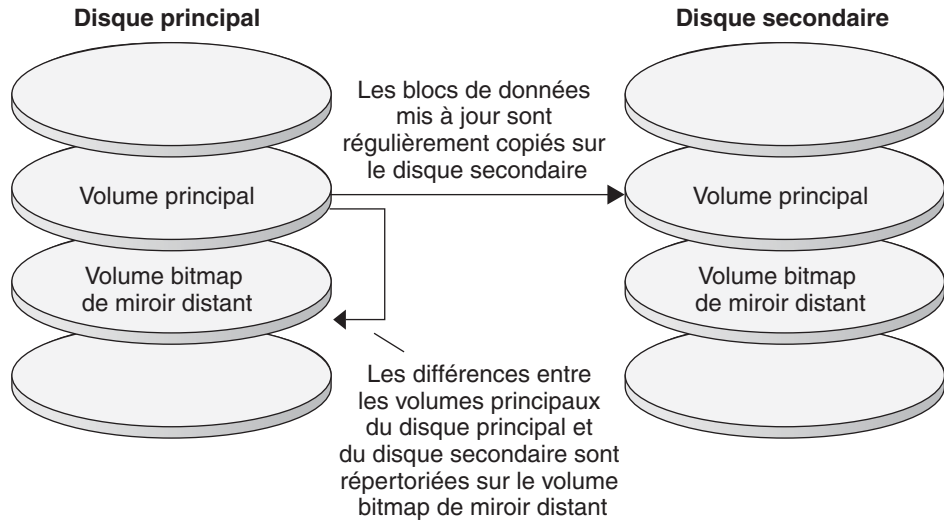 Disque principal
Disque secondaire
Les blocs de données
mis à jour sont
régulièrement copiés sur
le disque secondaire
Volume principal
Volume principal
Volume bitmap
de miroir distant
Volume bitmap
de miroir distant
Les différences entre
les volumes principaux
du disque principal et
du disque secondaire sont
répertoriées sur le volume
bitmap de miroir distant